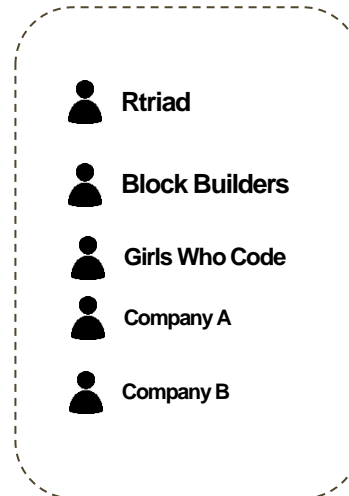 Rtriad
Block Builders
Girls Who Code
Company A
Company B